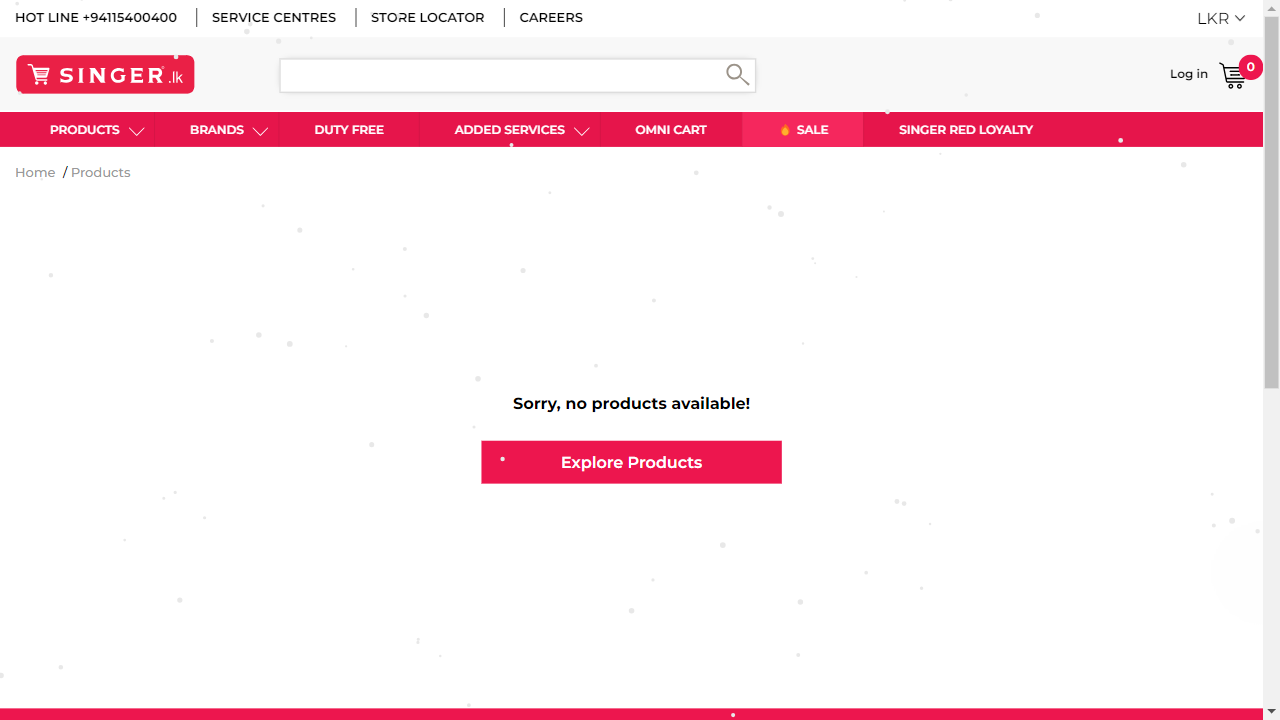 HOT LINE +94115400400 SERVICE CENTRES STORE LOCATOR CAREERS LKR
SINGER.lk
Log in 0
PRODUCTS BRANDS DUTY FREE ADDED SERVICES OMNI CART SALE SINGER RED LOYALTY
Home / Products
Sorry, no products available!
Explore Products